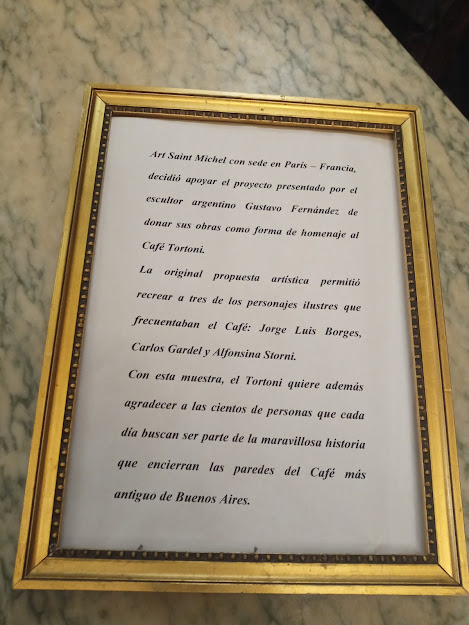 Art Saint Michel con sede en París – Francia,
decidió apoyar el proyecto presentado por el
escultor argentino Gustavo Fernández de
donar sus obras como forma de homenaje al
Café Tortoni.
La original propuesta artística permitió
recrear a tres de los personajes ilustres que
frecuentaban el Café: Jorge Luis Borges,
Carlos Gardel y Alfonsina Storni.
Con esta muestra, el Tortoni quiere además
agradecer a las cientos de personas que cada
día buscan ser parte de la maravillosa historia
que encierran las paredes del Café más
antiguo de Buenos Aires.